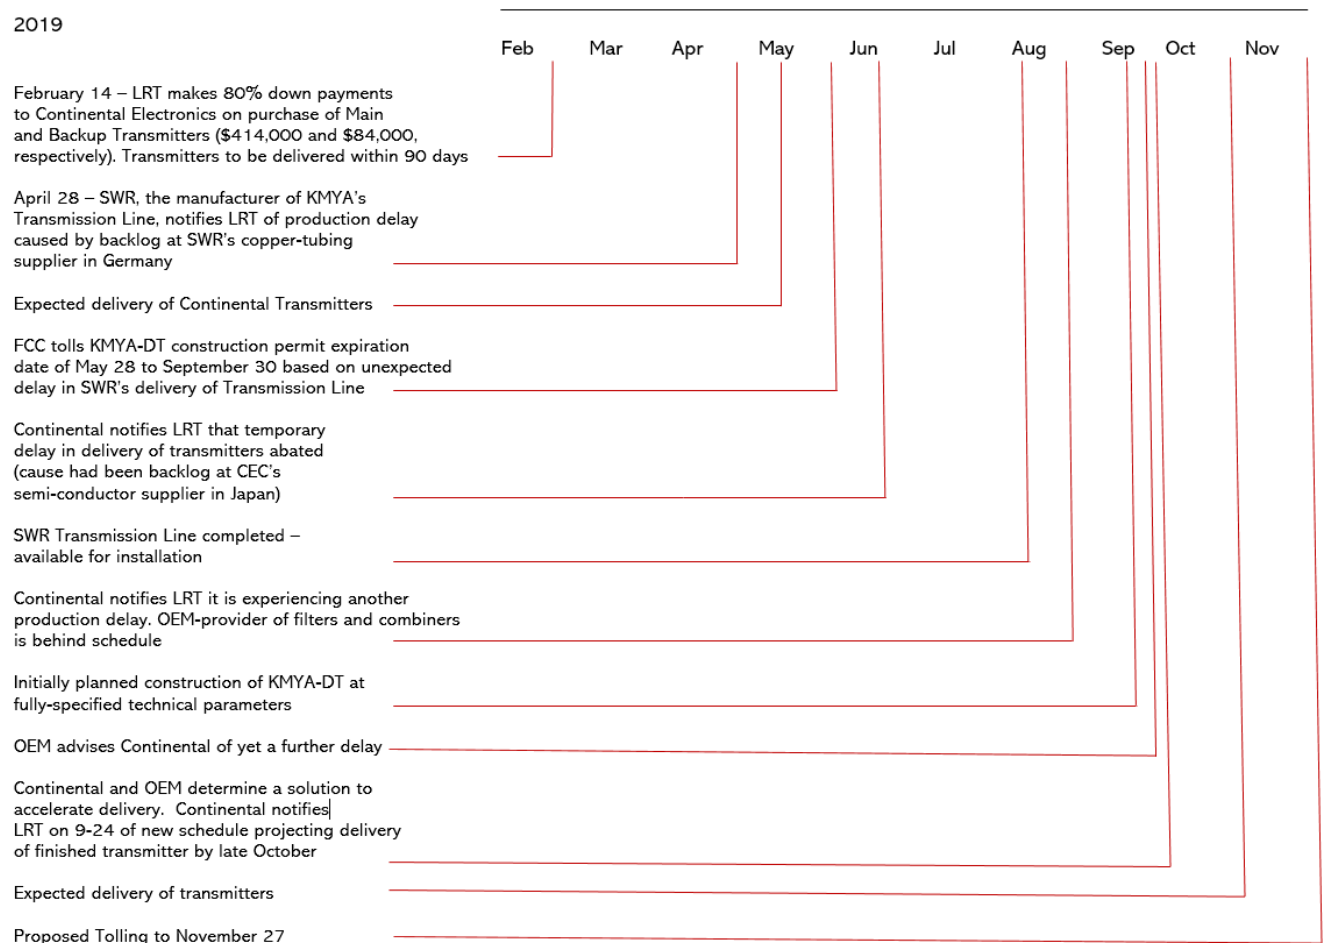 2019
Feb Mar Apr May Jun Jul Aug Sep Oct Nov
February 14 – LRT makes 80% down payments
to Continental Electronics on purchase of Main
and Backup Transmitters ($414,000 and $84,000,
respectively). Transmitters to be delivered within 90 days
April 28 – SWR, the manufacturer of KMYA's
Transmission Line, notifies LRT of production delay
caused by backlog at SWR's copper-tubing
supplier in Germany
Expected delivery of Continental Transmitters
FCC tolls KMYA-DT construction permit expiration
date of May 28 to September 30 based on unexpected
delay in SWR's delivery of Transmission Line
Continental notifies LRT that temporary
delay in delivery of transmitters abated
(cause had been backlog at CEC's
semi-conductor supplier in Japan)
SWR Transmission Line completed –
available for installation
Continental notifies LRT it is experiencing another
production delay. OEM-provider of filters and combiners
is behind schedule
Initially planned construction of KMYA-DT at
fully-specified technical parameters
OEM advises Continental of yet a further delay
Continental and OEM determine a solution to
accelerate delivery.  Continental notifies
LRT on 9-24 of new schedule projecting delivery
of finished transmitter by late October
Expected delivery of transmitters
Proposed Tolling to November 27